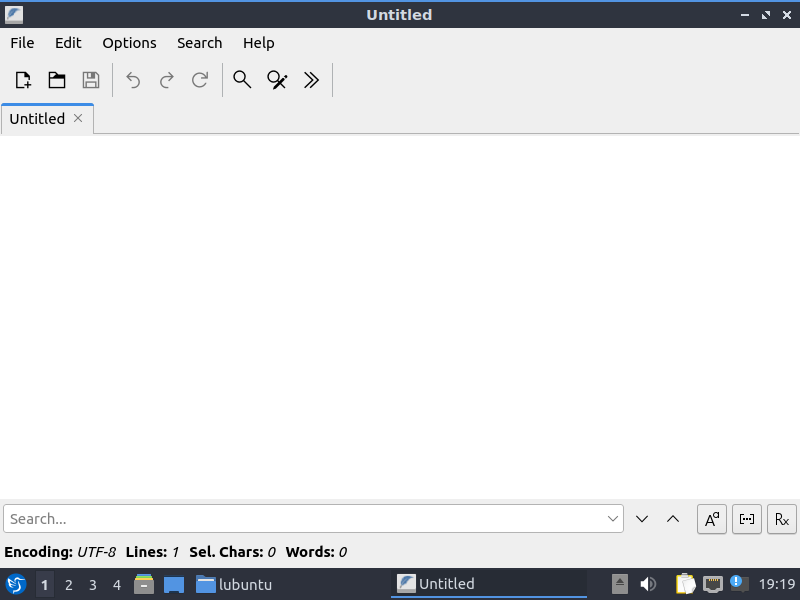 Untitled
File Edit Options Search Help
Untitled
Search...
Encoding: UTF-8 Lines: 1 Sel. Chars: 0 Words: 0
1 2 3 4 lubuntu Untitled 19:19